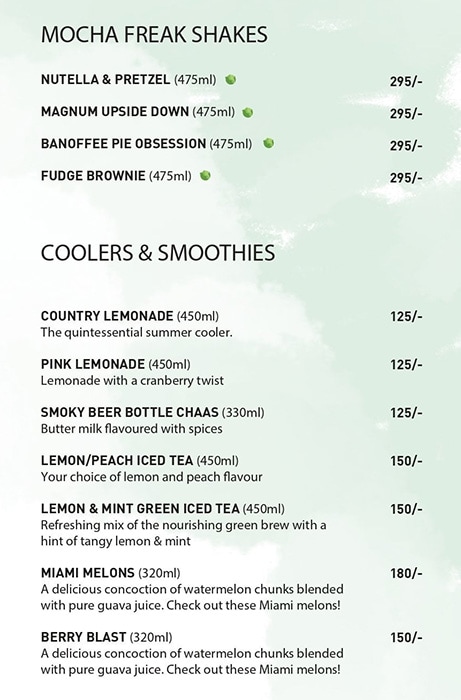 MOCHA FREAK SHAKES
NUTELLA & PRETZEL (475ml) 295/-
MAGNUM UPSIDE DOWN (475ml) 295/-
BANOFFEE PIE OBSESSION (475ml) 295/-
FUDGE BROWNIE (475ml) 295/-
COOLERS & SMOOTHIES
COUNTRY LEMONADE (450ml) 125/-
The quintessential summer cooler.
PINK LEMONADE (450ml) 125/-
Lemonade with a cranberry twist
SMOKY BEER BOTTLE CHAAS (330ml) 125/-
Butter milk flavoured with spices
LEMON/PEACH ICED TEA (450ml) 150/-
Your choice of lemon and peach flavour
LEMON & MINT GREEN ICED TEA (450ml) 150/-
Refreshing mix of the nourishing green brew with a
hint of tangy lemon & mint
MIAMI MELONS (320ml) 180/-
A delicious concoction of watermelon chunks blended
with pure guava juice. Check out these Miami melons!
BERRY BLAST (320ml) 150/-
A delicious concoction of watermelon chunks blended
with pure guava juice. Check out these Miami melons!